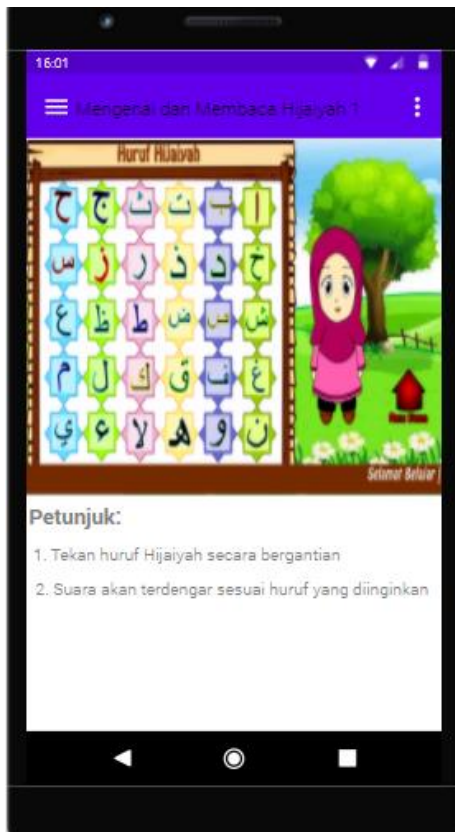 16:01
Mengenal dan Membaca Hijaiyah 1
Huruf Hijaiyah
ا ب ت ث ج ح
خ د ذ ر ز س
ش ص ض ط ظ ع
غ ف ق ك ل م
ن و ه لا ء ي
Selamat Belajar
Petunjuk:
1. Tekan huruf Hijaiyah secara bergantian
2. Suara akan terdengar sesuai huruf yang diinginkan